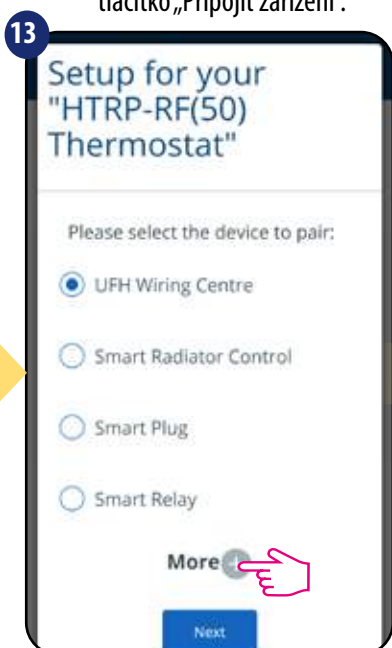 tlačítko „Připojit zařízení“.
13
Setup for your
"HTRP-RF(50)
Thermostat"
Please select the device to pair:
UFH Wiring Centre
Smart Radiator Control
Smart Plug
Smart Relay
More +
Next